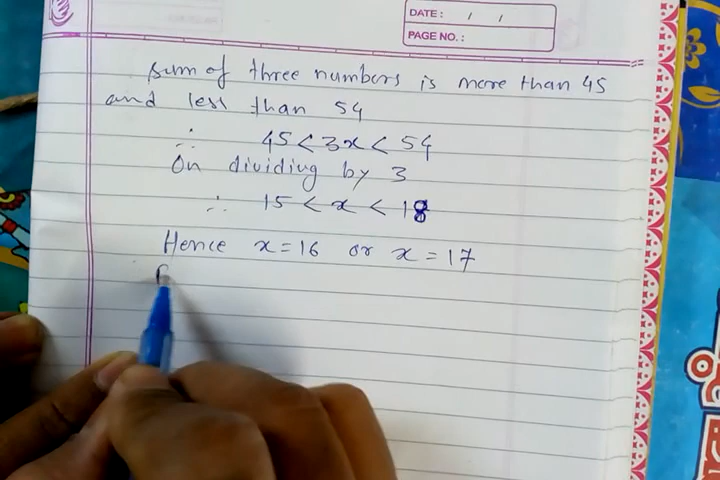 DATE : / /
PAGE NO. :
sum of three numbers is more than 45
and less than 54
∴ 45 < 3x < 54
On dividing by 3
∴ 15 < x < 18
Hence x = 16 or x = 17